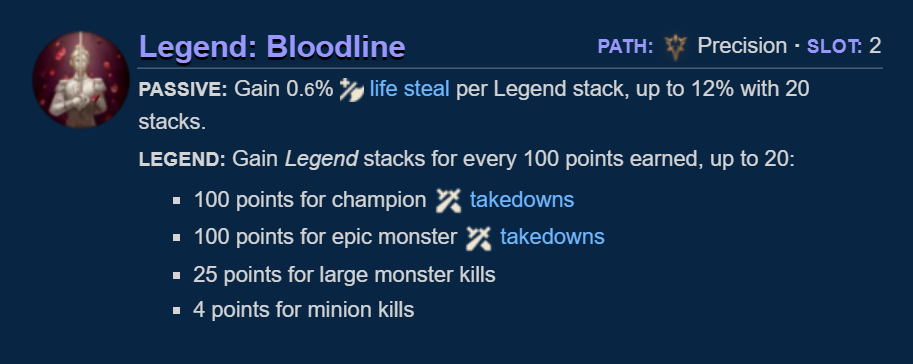 Legend: Bloodline
PATH: Precision · SLOT: 2
PASSIVE: Gain 0.6% life steal per Legend stack, up to 12% with 20
stacks.
LEGEND: Gain Legend stacks for every 100 points earned, up to 20:
▪ 100 points for champion takedowns
▪ 100 points for epic monster takedowns
▪ 25 points for large monster kills
▪ 4 points for minion kills